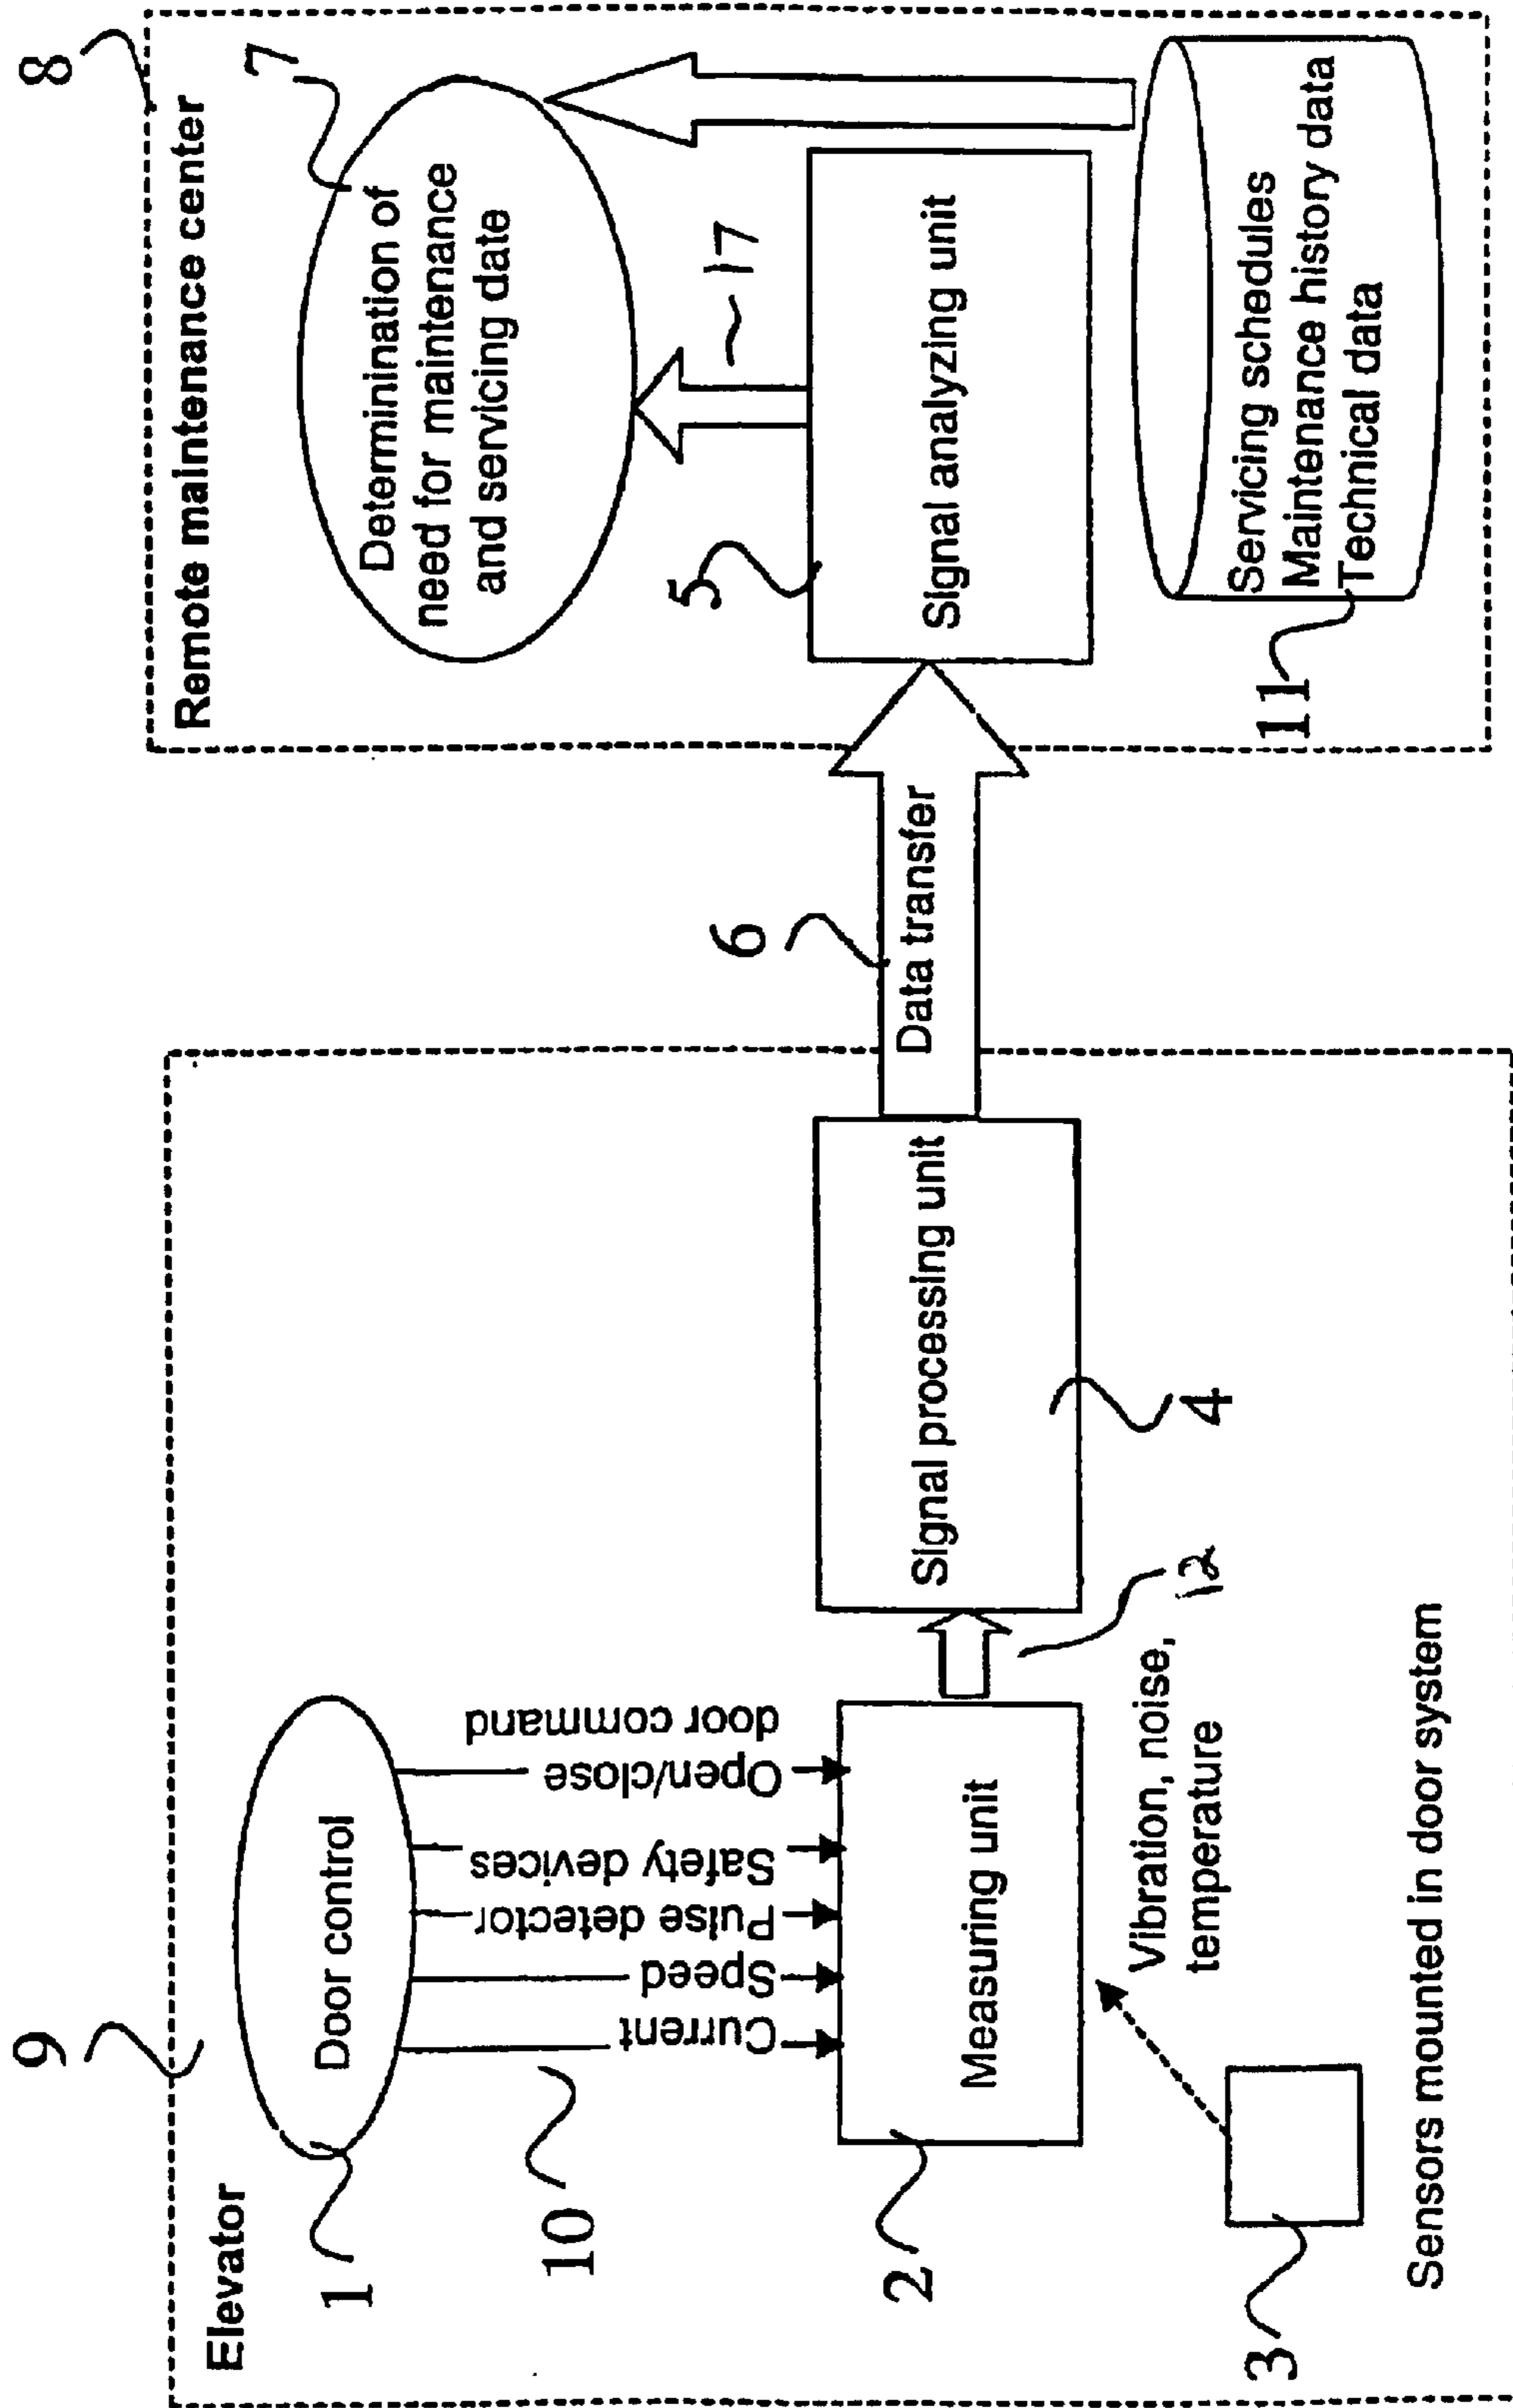 9
Elevator
1
Door control
10
Current
Speed
Pulse detector
Safety devices
Open/close
door command
2
Measuring unit
12
Vibration, noise,
temperature
3
Sensors mounted in door system
Signal processing unit
4
6
Data transfer
8
Remote maintenance center
7
Determinination of
need for maintenance
and servicing date
17
5
Signal analyzing unit
Servicing schedules
Maintenance history data
Technical data
11